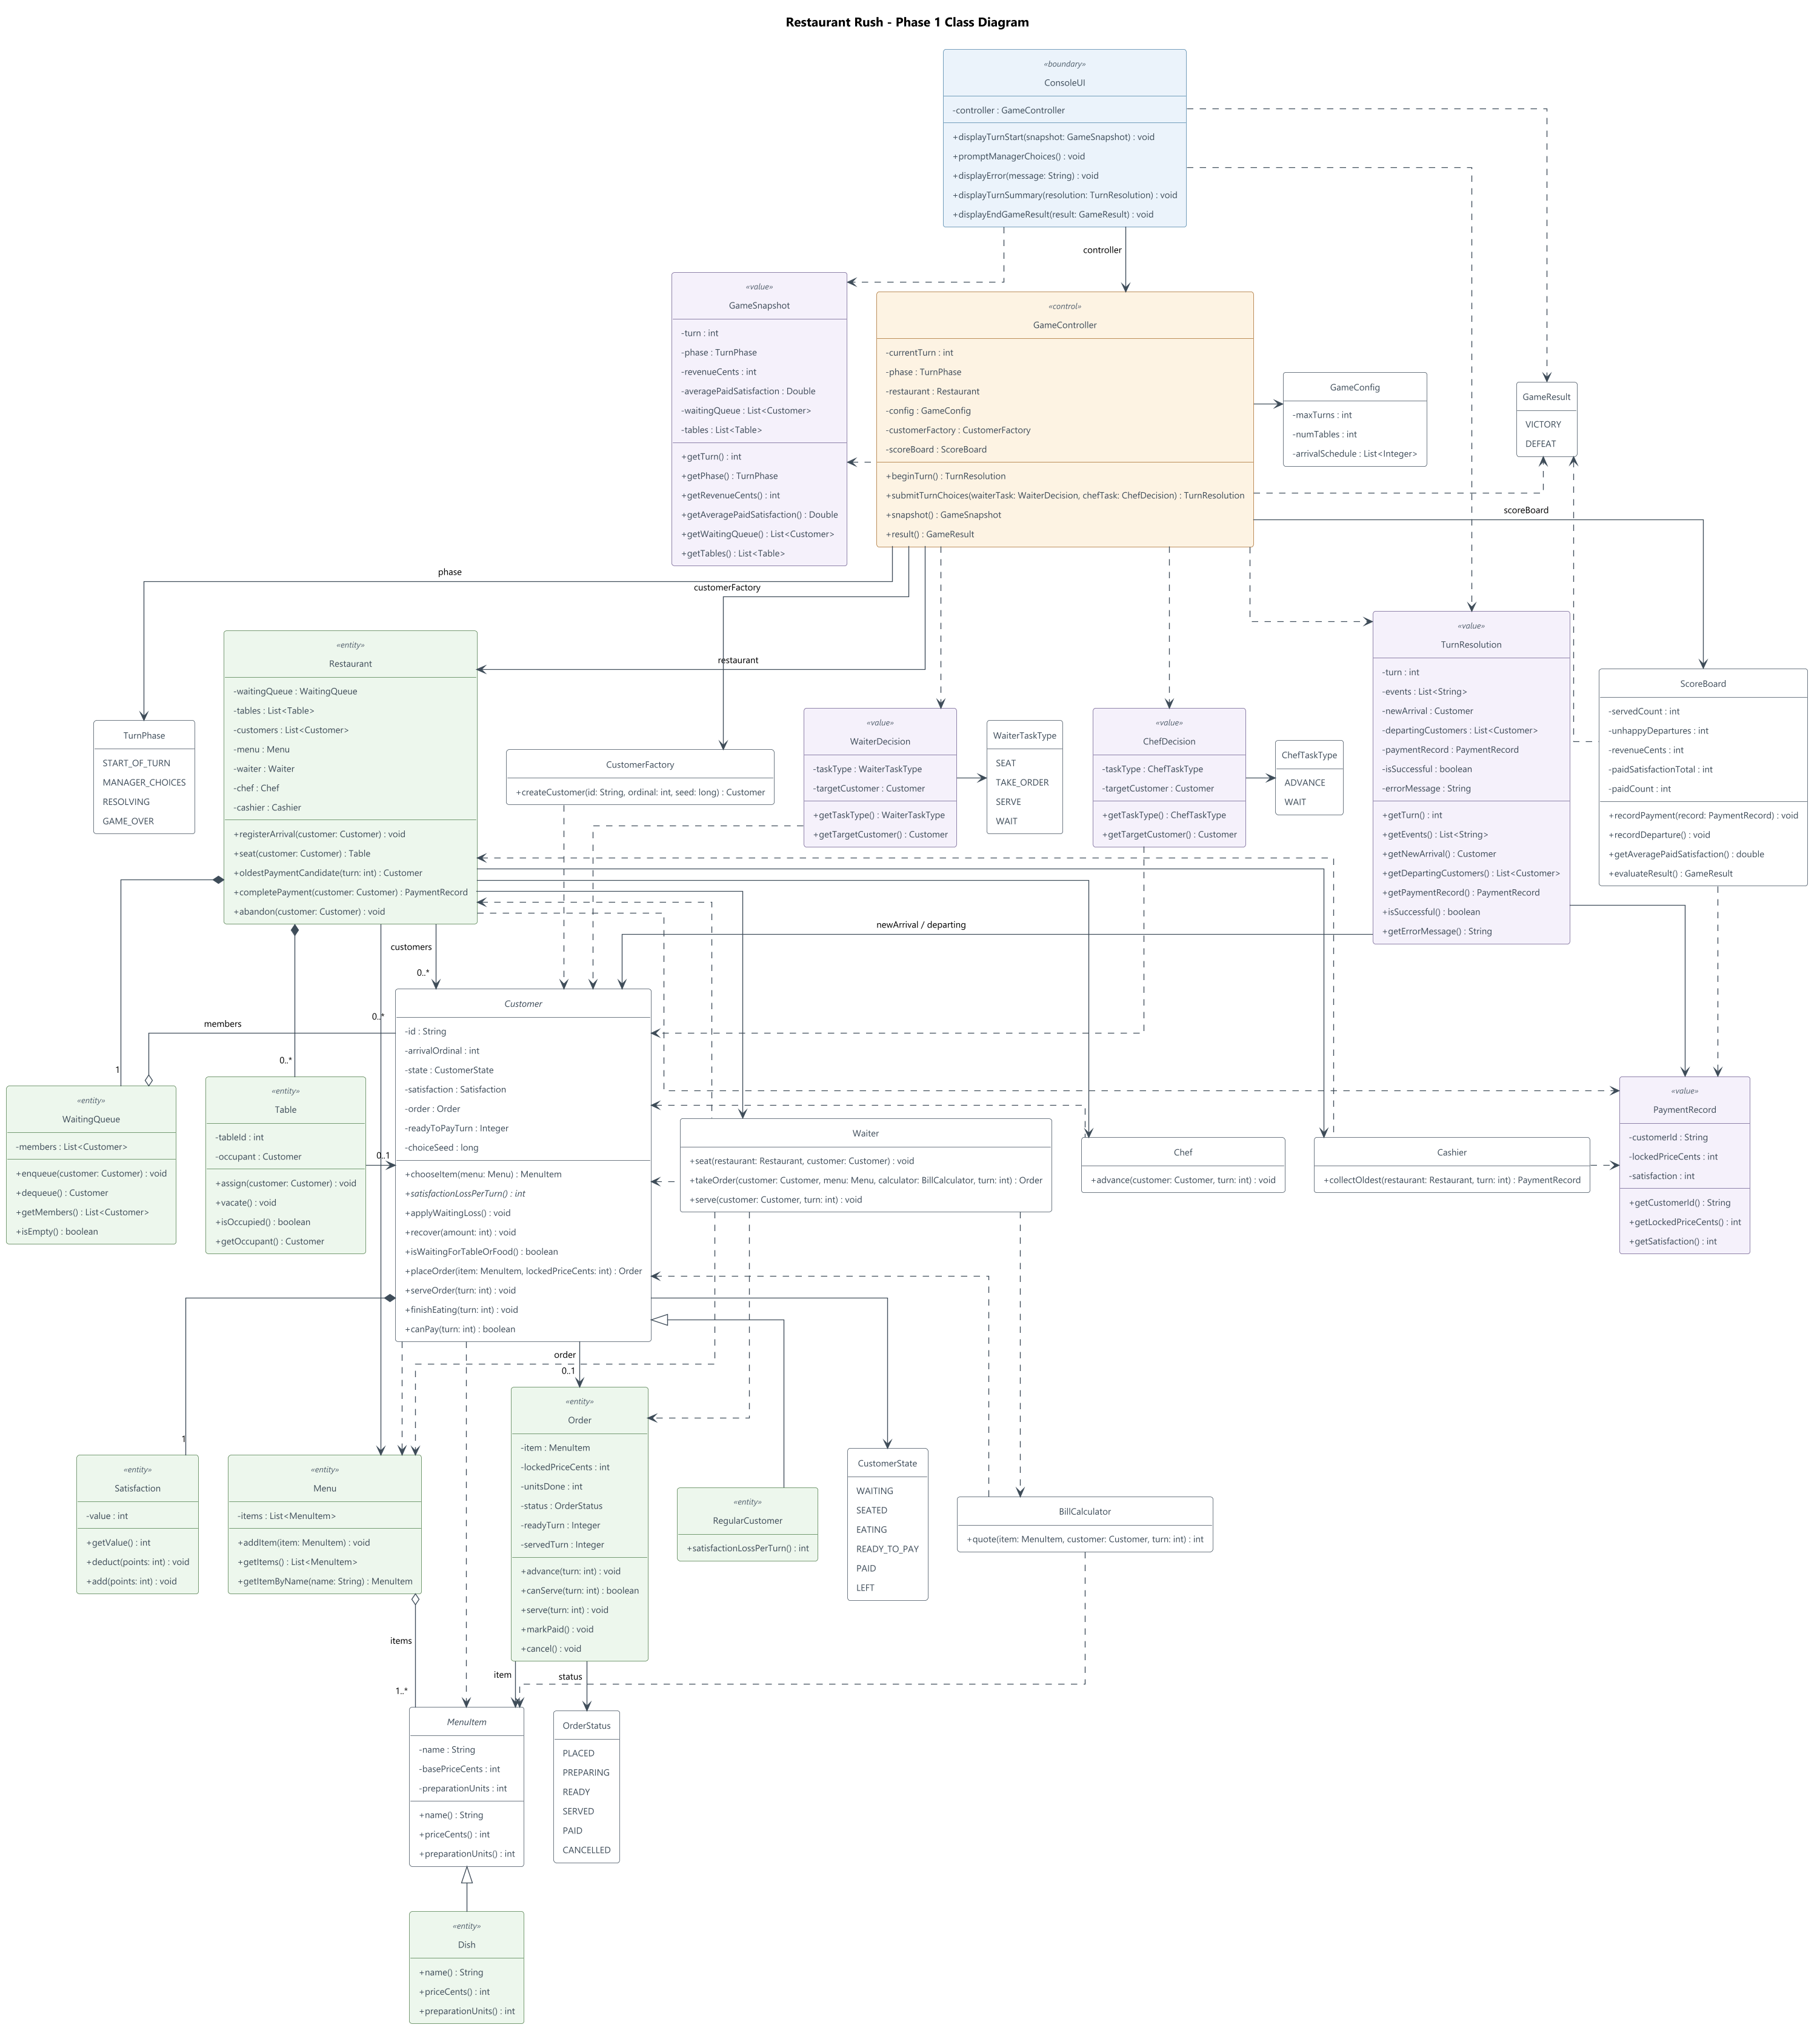 Restaurant Rush - Phase 1 Class Diagram
«boundary»
ConsoleUI
-controller : GameController
+displayTurnStart(snapshot: GameSnapshot) : void
+promptManagerChoices() : void
+displayError(message: String) : void
+displayTurnSummary(resolution: TurnResolution) : void
+displayEndGameResult(result: GameResult) : void
controller
«value»
GameSnapshot
-turn : int
-phase : TurnPhase
-revenueCents : int
-averagePaidSatisfaction : Double
-waitingQueue : List<Customer>
-tables : List<Table>
+getTurn() : int
+getPhase() : TurnPhase
+getRevenueCents() : int
+getAveragePaidSatisfaction() : Double
+getWaitingQueue() : List<Customer>
+getTables() : List<Table>
«control»
GameController
-currentTurn : int
-phase : TurnPhase
-restaurant : Restaurant
-config : GameConfig
-customerFactory : CustomerFactory
-scoreBoard : ScoreBoard
+beginTurn() : TurnResolution
+submitTurnChoices(waiterTask: WaiterDecision, chefTask: ChefDecision) : TurnResolution
+snapshot() : GameSnapshot
+result() : GameResult
GameConfig
-maxTurns : int
-numTables : int
-arrivalSchedule : List<Integer>
GameResult
VICTORY
DEFEAT
scoreBoard
phase
customerFactory
restaurant
«entity»
Restaurant
-waitingQueue : WaitingQueue
-tables : List<Table>
-customers : List<Customer>
-menu : Menu
-waiter : Waiter
-chef : Chef
-cashier : Cashier
+registerArrival(customer: Customer) : void
+seat(customer: Customer) : Table
+oldestPaymentCandidate(turn: int) : Customer
+completePayment(customer: Customer) : PaymentRecord
+abandon(customer: Customer) : void
TurnPhase
START_OF_TURN
MANAGER_CHOICES
RESOLVING
GAME_OVER
CustomerFactory
+createCustomer(id: String, ordinal: int, seed: long) : Customer
«value»
WaiterDecision
-taskType : WaiterTaskType
-targetCustomer : Customer
+getTaskType() : WaiterTaskType
+getTargetCustomer() : Customer
WaiterTaskType
SEAT
TAKE_ORDER
SERVE
WAIT
«value»
ChefDecision
-taskType : ChefTaskType
-targetCustomer : Customer
+getTaskType() : ChefTaskType
+getTargetCustomer() : Customer
ChefTaskType
ADVANCE
WAIT
«value»
TurnResolution
-turn : int
-events : List<String>
-newArrival : Customer
-departingCustomers : List<Customer>
-paymentRecord : PaymentRecord
-isSuccessful : boolean
-errorMessage : String
+getTurn() : int
+getEvents() : List<String>
+getNewArrival() : Customer
+getDepartingCustomers() : List<Customer>
+getPaymentRecord() : PaymentRecord
+isSuccessful() : boolean
+getErrorMessage() : String
ScoreBoard
-servedCount : int
-unhappyDepartures : int
-revenueCents : int
-paidSatisfactionTotal : int
-paidCount : int
+recordPayment(record: PaymentRecord) : void
+recordDeparture() : void
+getAveragePaidSatisfaction() : double
+evaluateResult() : GameResult
newArrival / departing
customers
0..*
0..*
members
0..*
1
0..1
«entity»
WaitingQueue
-members : List<Customer>
+enqueue(customer: Customer) : void
+dequeue() : Customer
+getMembers() : List<Customer>
+isEmpty() : boolean
«entity»
Table
-tableId : int
-occupant : Customer
+assign(customer: Customer) : void
+vacate() : void
+isOccupied() : boolean
+getOccupant() : Customer
Customer
-id : String
-arrivalOrdinal : int
-state : CustomerState
-satisfaction : Satisfaction
-order : Order
-readyToPayTurn : Integer
-choiceSeed : long
+chooseItem(menu: Menu) : MenuItem
+satisfactionLossPerTurn() : int
+applyWaitingLoss() : void
+recover(amount: int) : void
+isWaitingForTableOrFood() : boolean
+placeOrder(item: MenuItem, lockedPriceCents: int) : Order
+serveOrder(turn: int) : void
+finishEating(turn: int) : void
+canPay(turn: int) : boolean
Waiter
+seat(restaurant: Restaurant, customer: Customer) : void
+takeOrder(customer: Customer, menu: Menu, calculator: BillCalculator, turn: int) : Order
+serve(customer: Customer, turn: int) : void
Chef
+advance(customer: Customer, turn: int) : void
Cashier
+collectOldest(restaurant: Restaurant, turn: int) : PaymentRecord
«value»
PaymentRecord
-customerId : String
-lockedPriceCents : int
-satisfaction : int
+getCustomerId() : String
+getLockedPriceCents() : int
+getSatisfaction() : int
order
0..1
1
«entity»
Satisfaction
-value : int
+getValue() : int
+deduct(points: int) : void
+add(points: int) : void
«entity»
Menu
-items : List<MenuItem>
+addItem(item: MenuItem) : void
+getItems() : List<MenuItem>
+getItemByName(name: String) : MenuItem
«entity»
Order
-item : MenuItem
-lockedPriceCents : int
-unitsDone : int
-status : OrderStatus
-readyTurn : Integer
-servedTurn : Integer
+advance(turn: int) : void
+canServe(turn: int) : boolean
+serve(turn: int) : void
+markPaid() : void
+cancel() : void
«entity»
RegularCustomer
+satisfactionLossPerTurn() : int
CustomerState
WAITING
SEATED
EATING
READY_TO_PAY
PAID
LEFT
BillCalculator
+quote(item: MenuItem, customer: Customer, turn: int) : int
items
1..*
item
status
MenuItem
-name : String
-basePriceCents : int
-preparationUnits : int
+name() : String
+priceCents() : int
+preparationUnits() : int
OrderStatus
PLACED
PREPARING
READY
SERVED
PAID
CANCELLED
«entity»
Dish
+name() : String
+priceCents() : int
+preparationUnits() : int